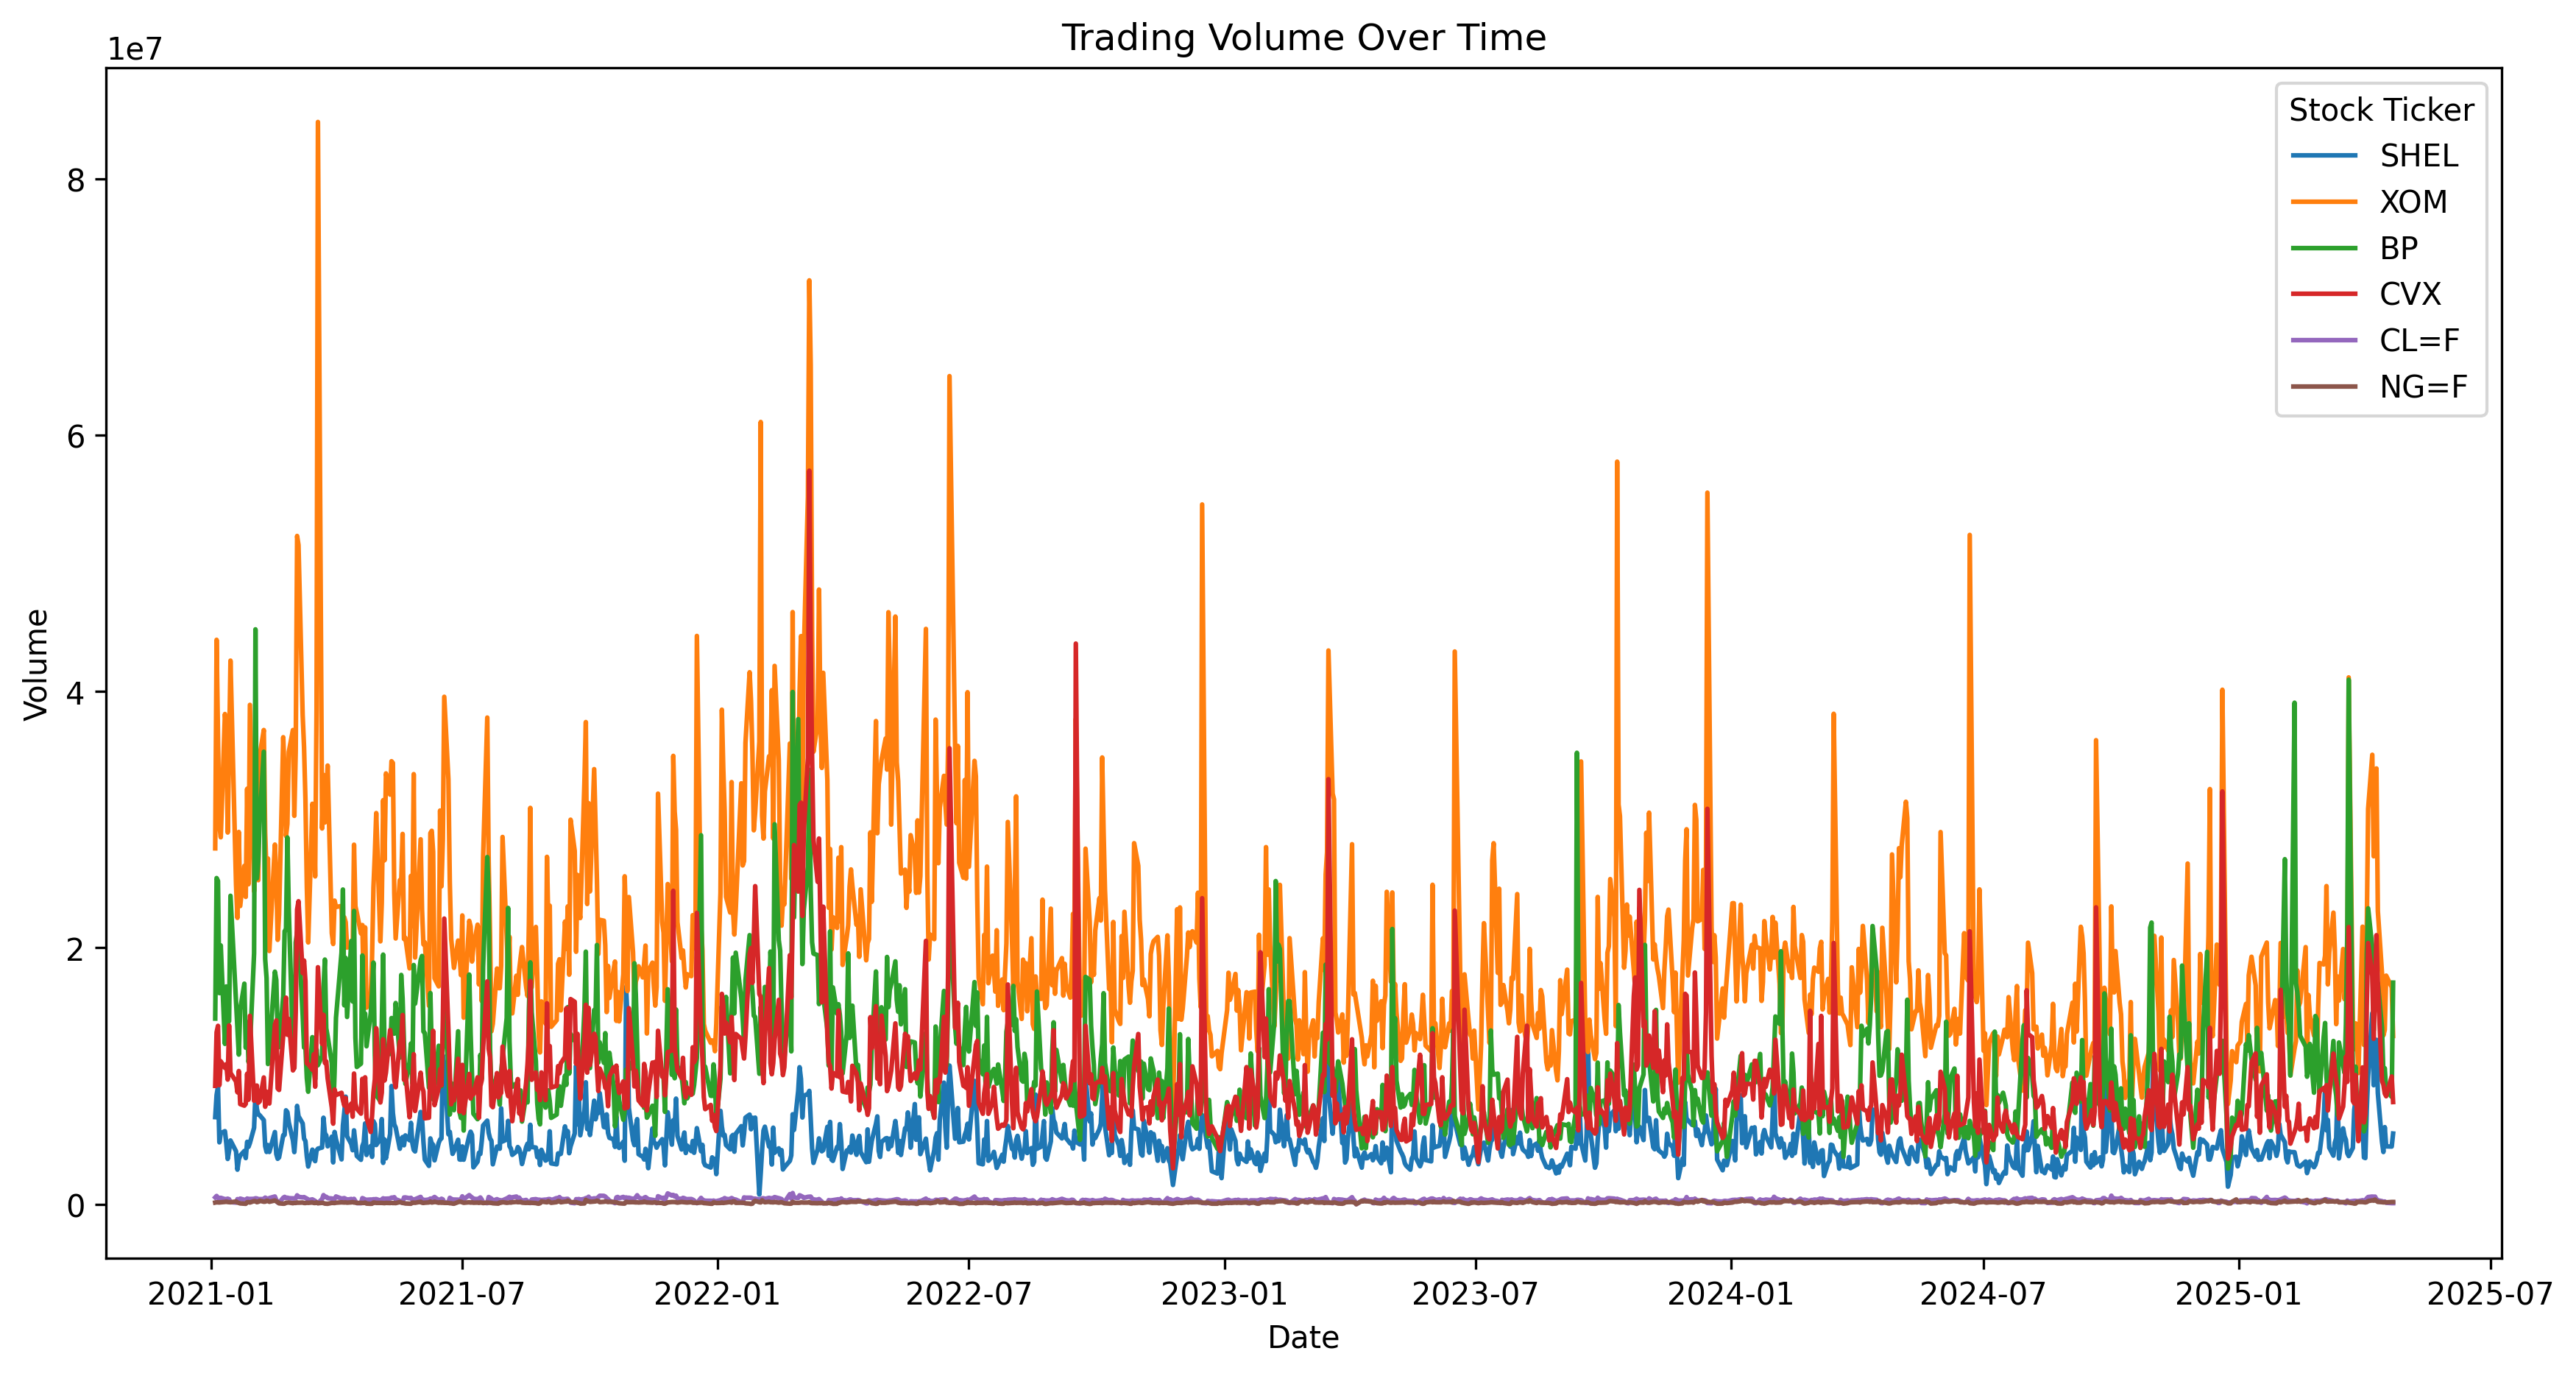 Trading Volume Over Time
1e7
8
6
4
2
0
Volume
Stock Ticker
SHEL
XOM
BP
CVX
CL=F
NG=F
2021-01
2021-07
2022-01
2022-07
2023-01
2023-07
2024-01
2024-07
2025-01
2025-07
Date